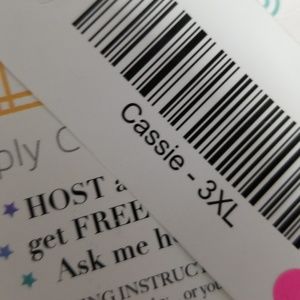 Cassie - 3XL
ply
HOST
get FREE
Ask me